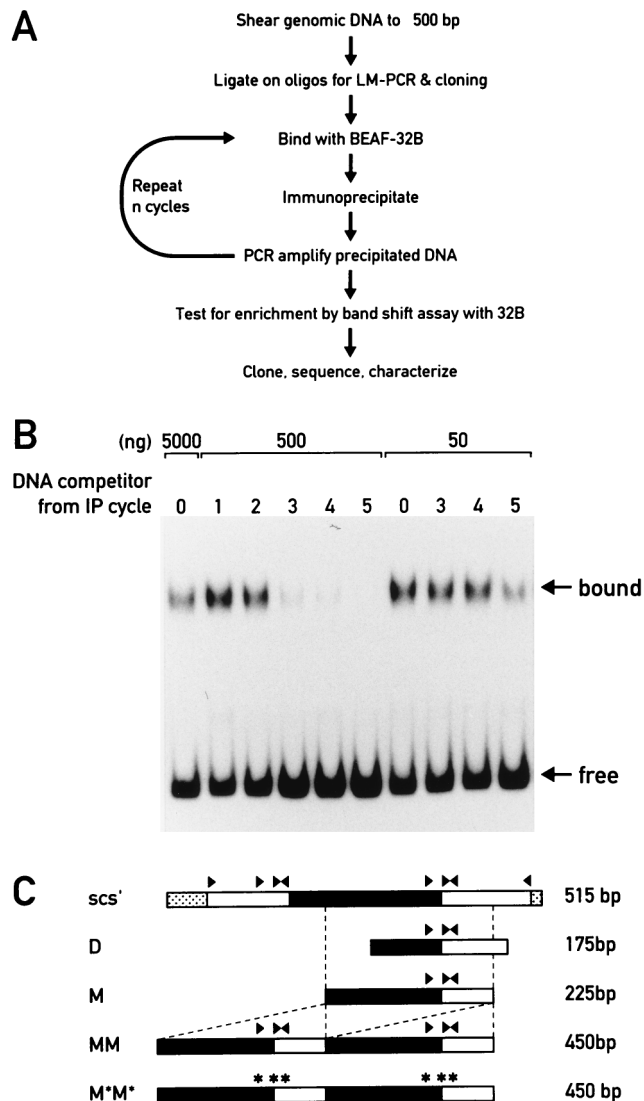 A
Shear genomic DNA to 500 bp
Ligate on oligos for LM-PCR & cloning
Bind with BEAF-32B
Repeat
n cycles
Immunoprecipitate
PCR amplify precipitated DNA
Test for enrichment by band shift assay with 32B
Clone, sequence, characterize
B
(ng) 5000 500 50
DNA competitor
from IP cycle 0 1 2 3 4 5 0 3 4 5
bound
free
C
scs' 515 bp
D 175bp
M 225bp
MM 450bp
* ** * **
M*M* 450 bp